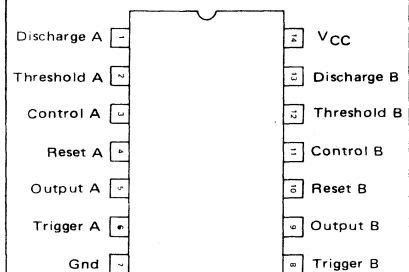 Discharge A 1 14 VCC
Threshold A 2 13 Discharge B
Control A 3 12 Threshold B
Reset A 4 11 Control B
Output A 5 10 Reset B
Trigger A 6 9 Output B
Gnd 7 8 Trigger B